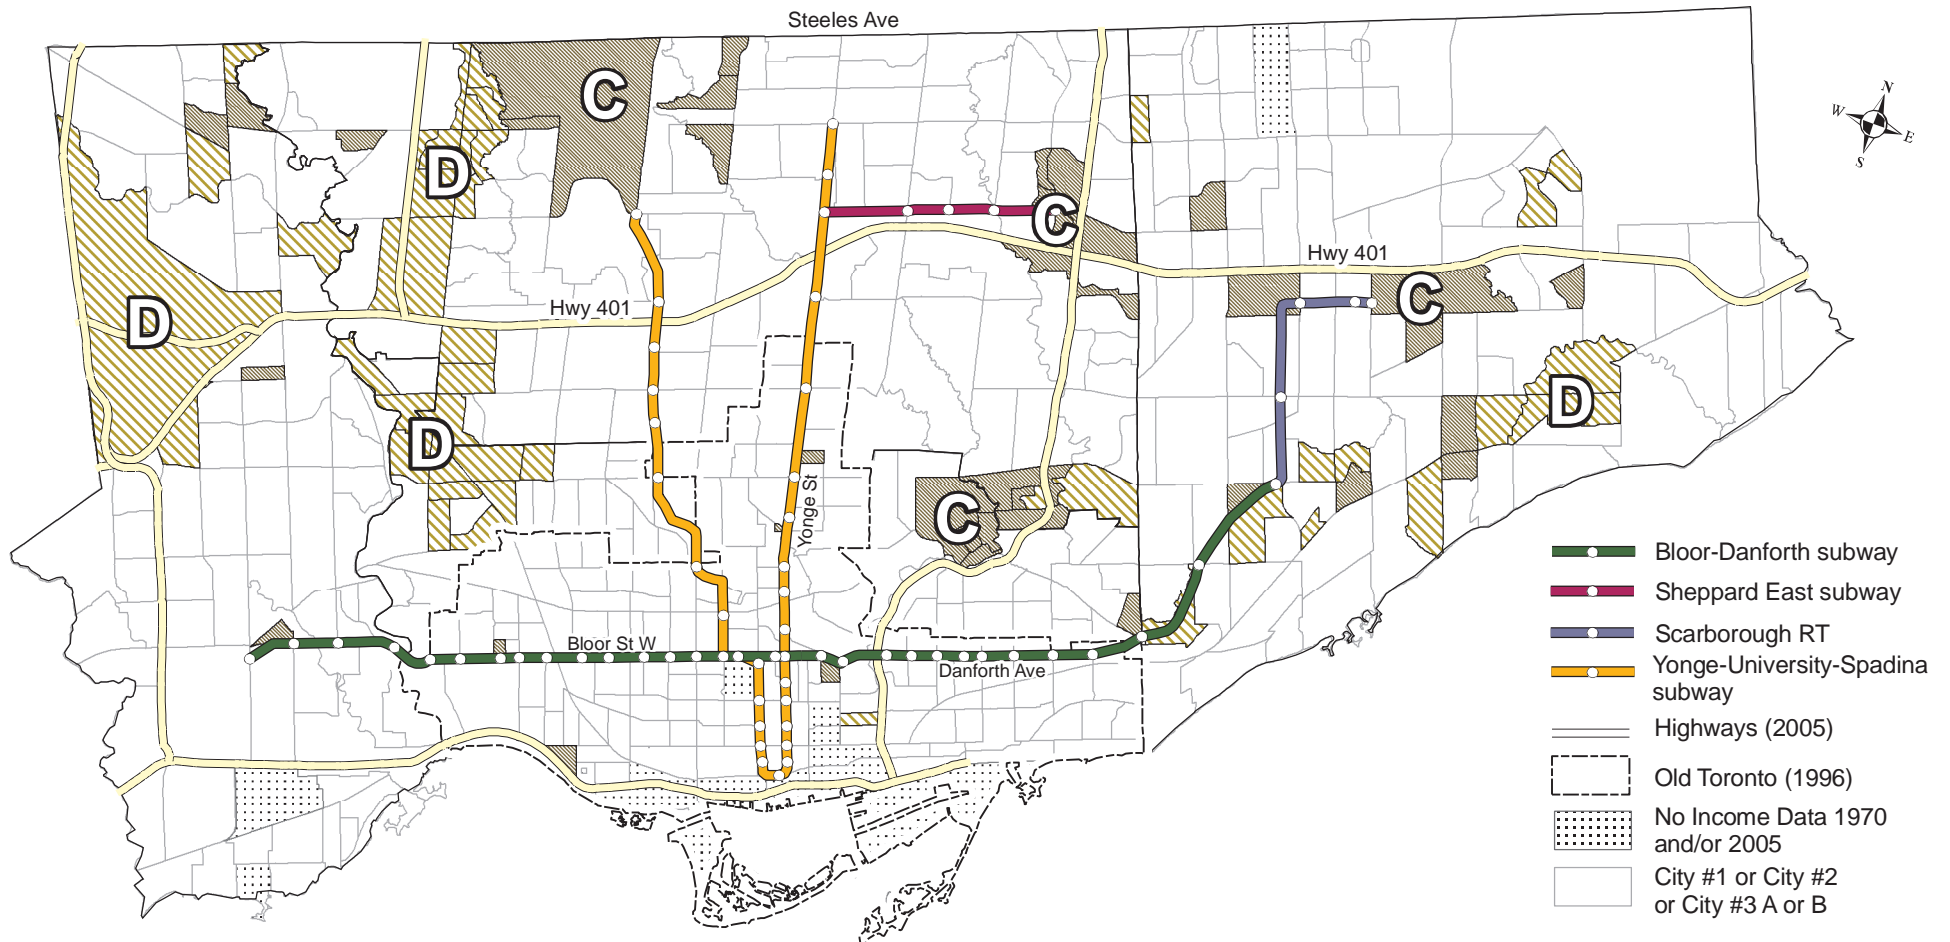 Steeles Ave
N
W
E
S
C
D
C
Hwy 401
C
D
Hwy 401
D
D
Yonge St
C
Bloor St W
Danforth Ave
Bloor-Danforth subway
Sheppard East subway
Scarborough RT
Yonge-University-Spadina
subway
Highways (2005)
Old Toronto (1996)
No Income Data 1970
and/or 2005
City #1 or City #2
or City #3 A or B